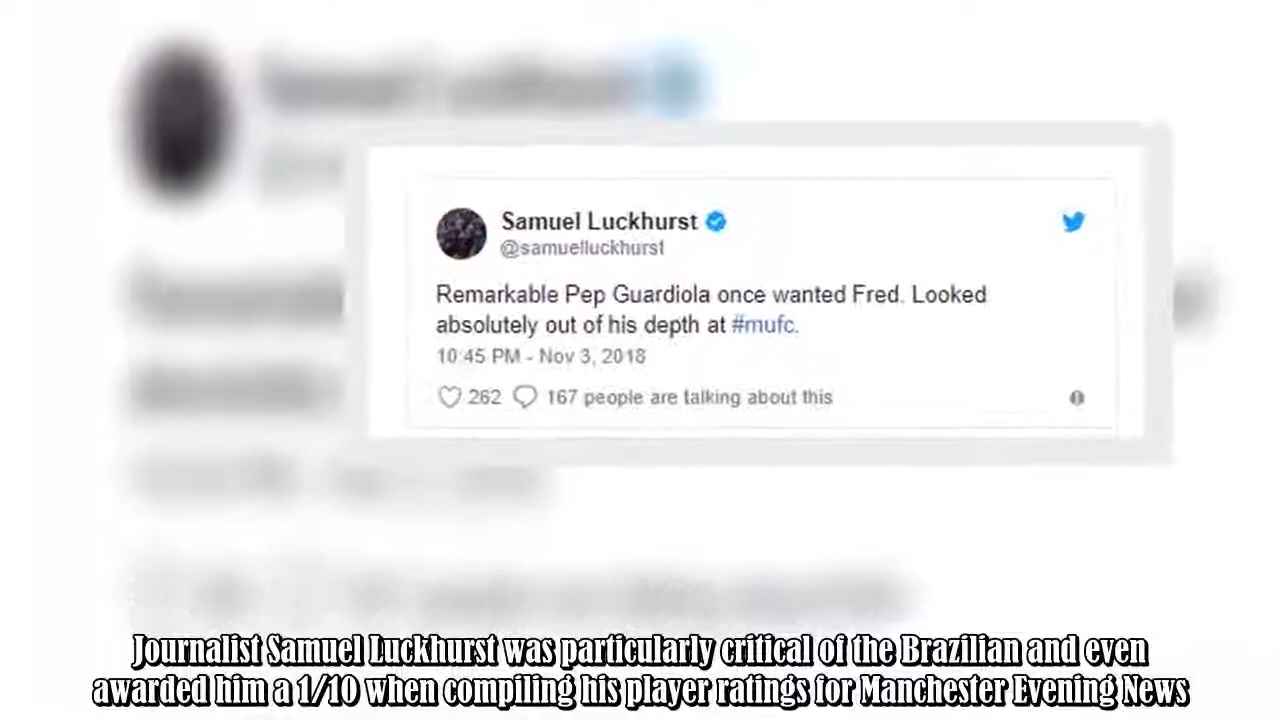 Samuel Luckhurst
@samuelluckhurst
Remarkable Pep Guardiola once wanted Fred. Looked
absolutely out of his depth at #mufc.
10:45 PM - Nov 3, 2018
262 167 people are talking about this
Journalist Samuel Luckhurst was particularly critical of the Brazilian and even
awarded him a 1/10 when compiling his player ratings for Manchester Evening News